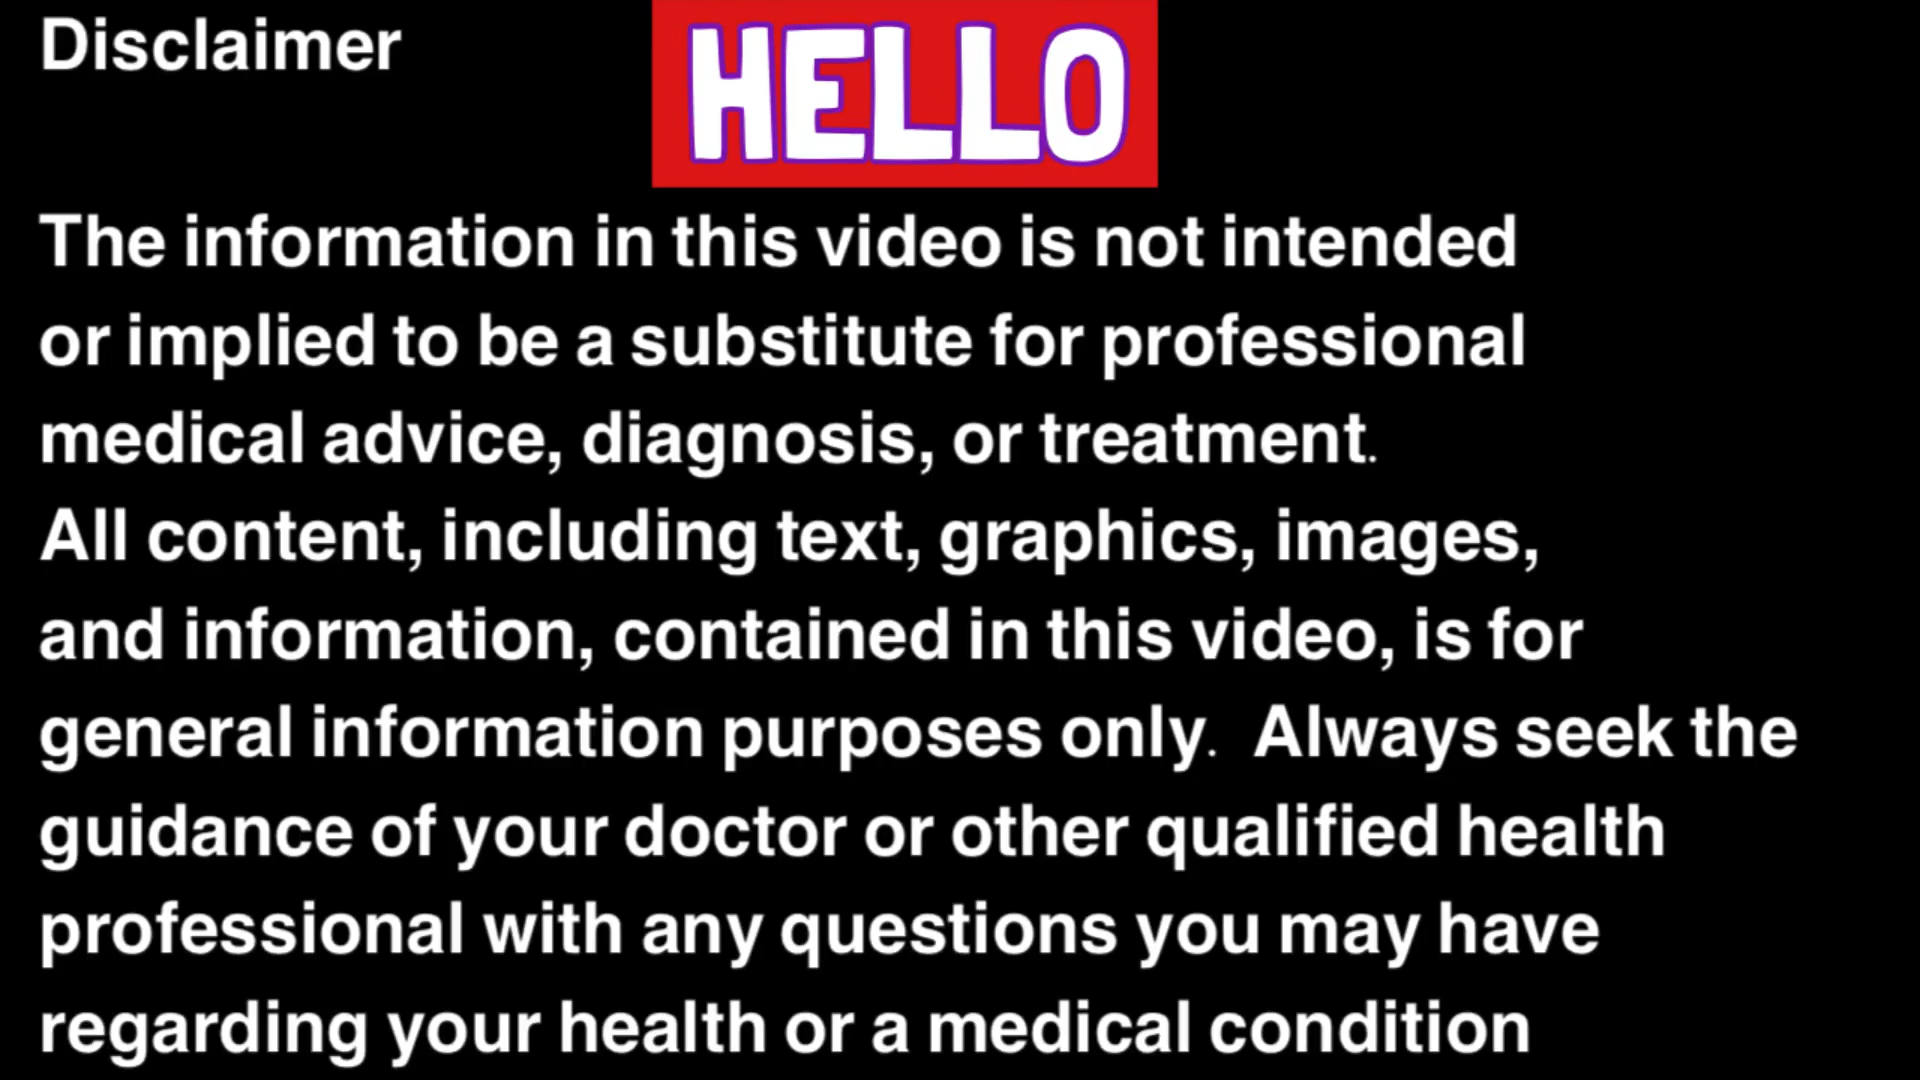 Disclaimer
HELLO
The information in this video is not intended
or implied to be a substitute for professional
medical advice, diagnosis, or treatment.
All content, including text, graphics, images,
and information, contained in this video, is for
general information purposes only.  Always seek the
guidance of your doctor or other qualified health
professional with any questions you may have
regarding your health or a medical condition